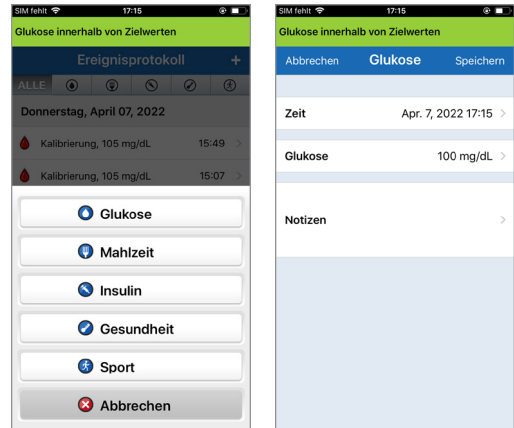 SIM fehlt 17:15
Glukose innerhalb von Zielwerten
Ereignisprotokoll +
ALLE
Donnerstag, April 07, 2022
Kalibrierung, 105 mg/dL 15:49
Kalibrierung, 105 mg/dL 15:07
Glukose
Mahlzeit
Insulin
Gesundheit
Sport
Abbrechen
SIM fehlt 17:15
Glukose innerhalb von Zielwerten
Abbrechen Glukose Speichern
Zeit Apr. 7, 2022 17:15
Glukose 100 mg/dL
Notizen